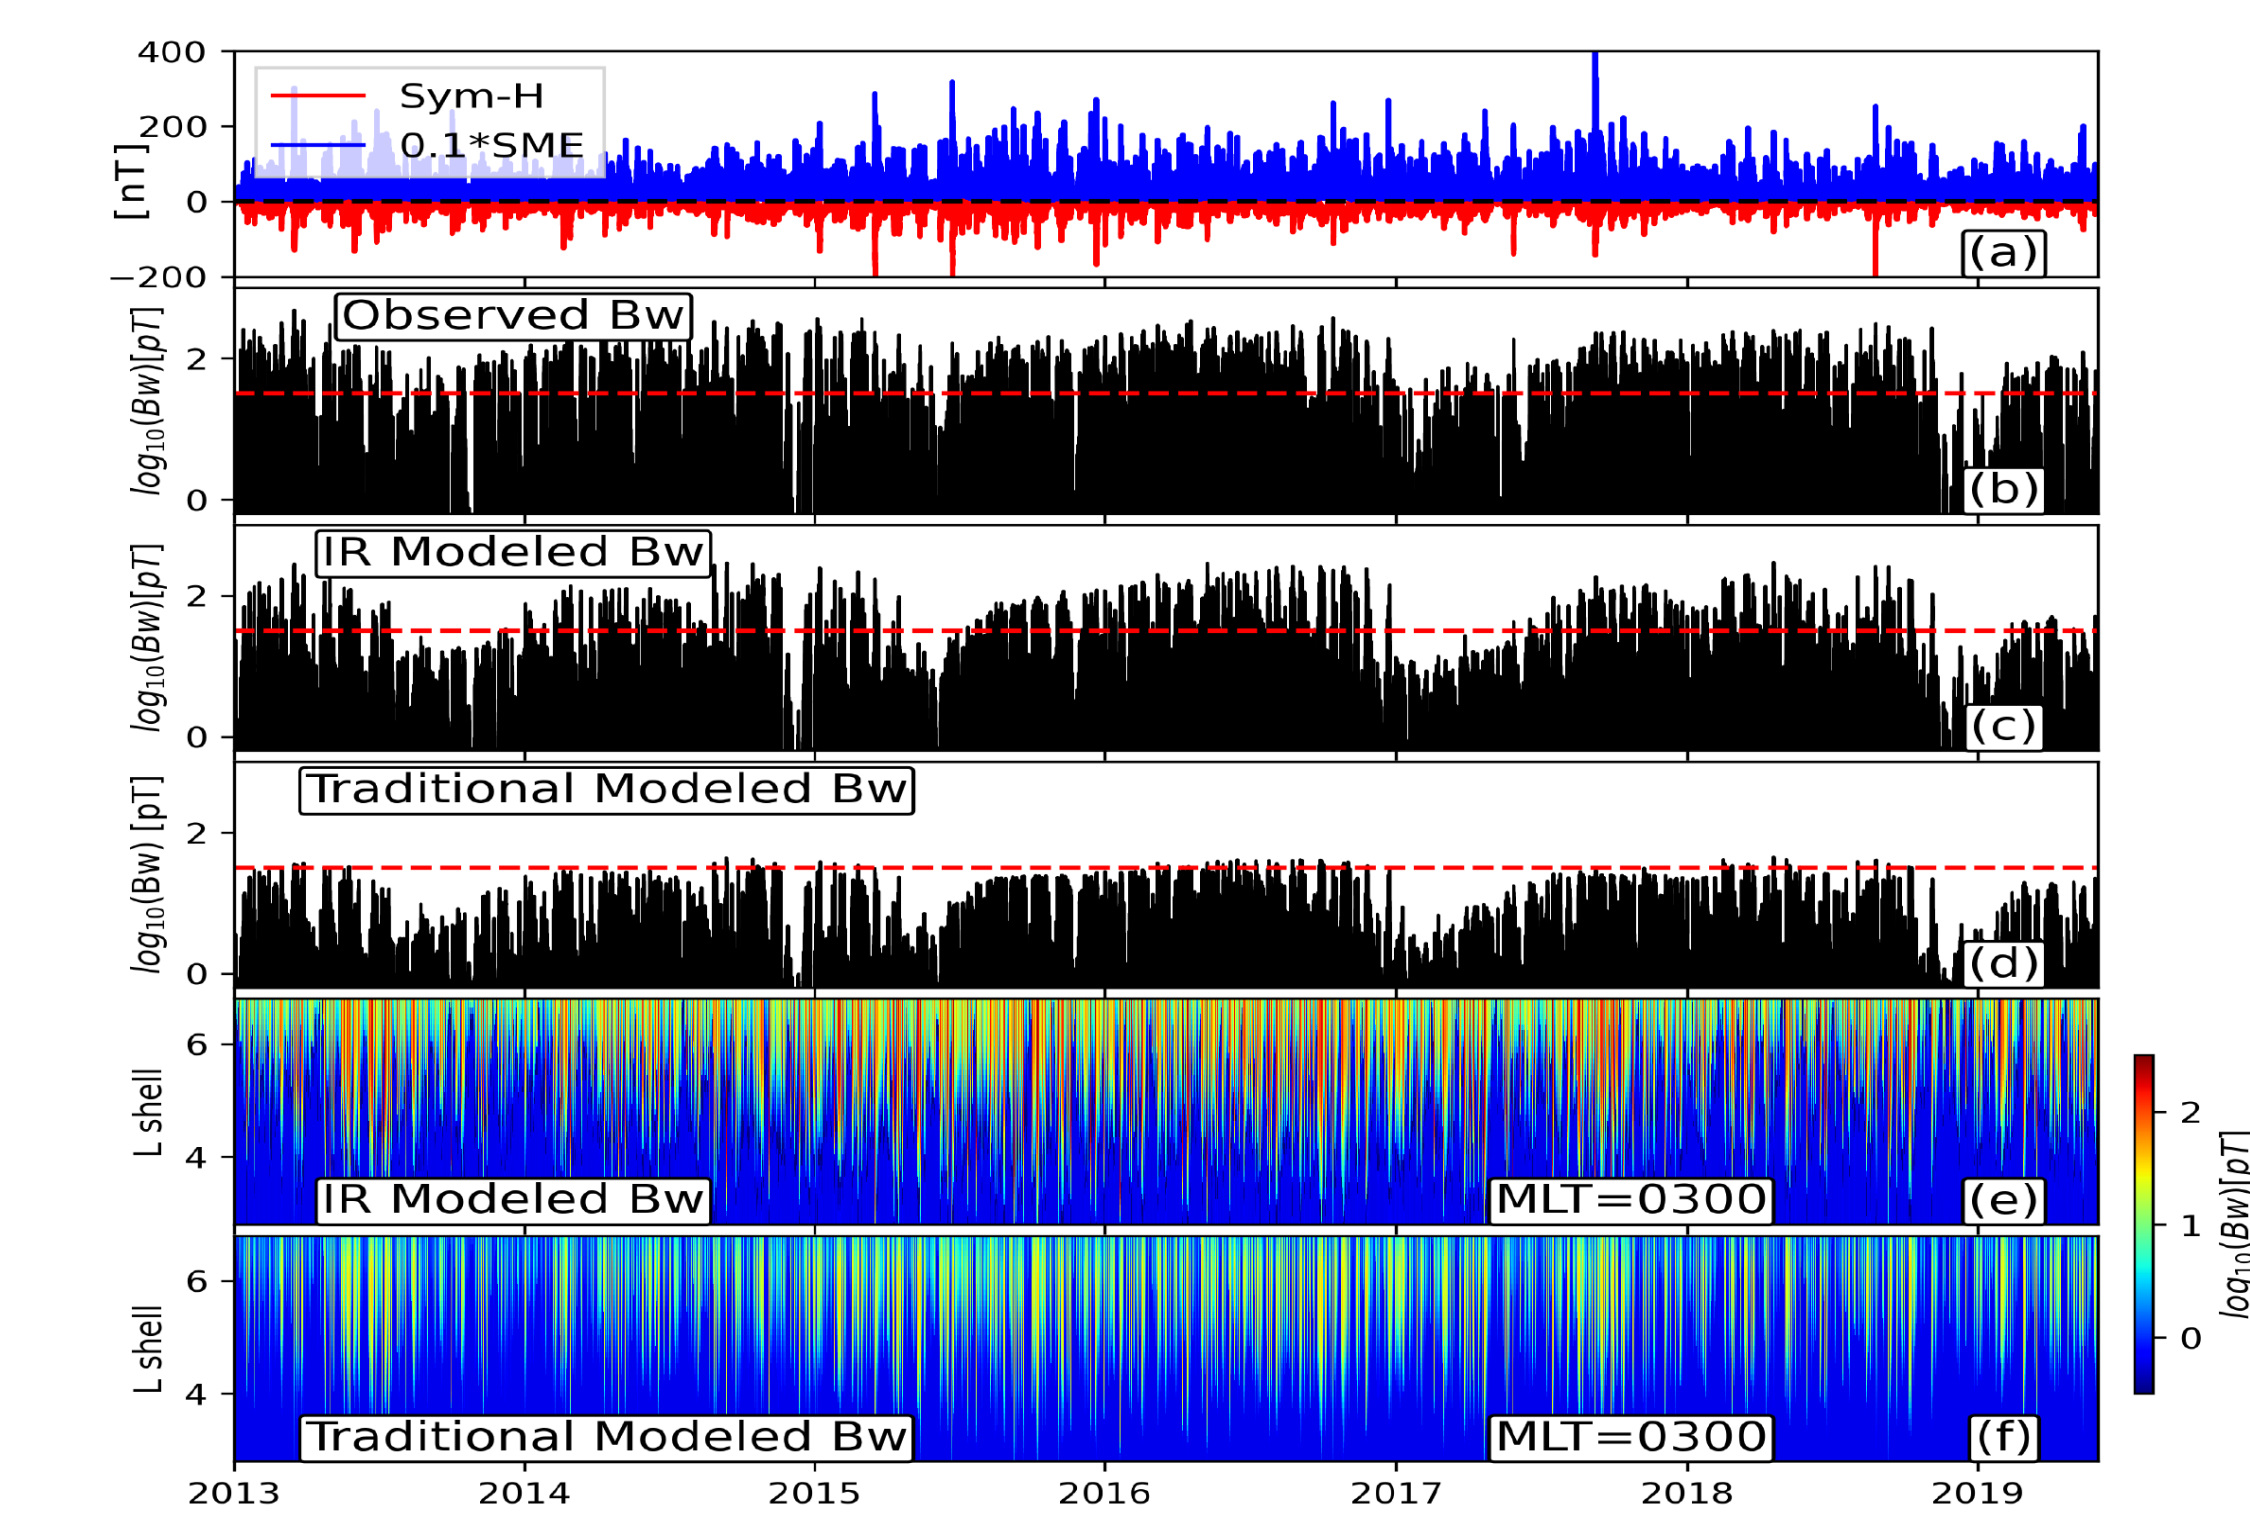 400
200
0
−200
[nT]
Sym-H
0.1*SME
(a)
Observed Bw
2
0
log10(Bw)[pT]
(b)
IR Modeled Bw
2
0
log10(Bw)[pT]
(c)
Traditional Modeled Bw
2
0
log10(Bw) [pT]
(d)
6
4
L shell
IR Modeled Bw
MLT=0300
(e)
6
4
L shell
Traditional Modeled Bw
MLT=0300
(f)
2
1
0
log10(Bw)[pT]
2013 2014 2015 2016 2017 2018 2019